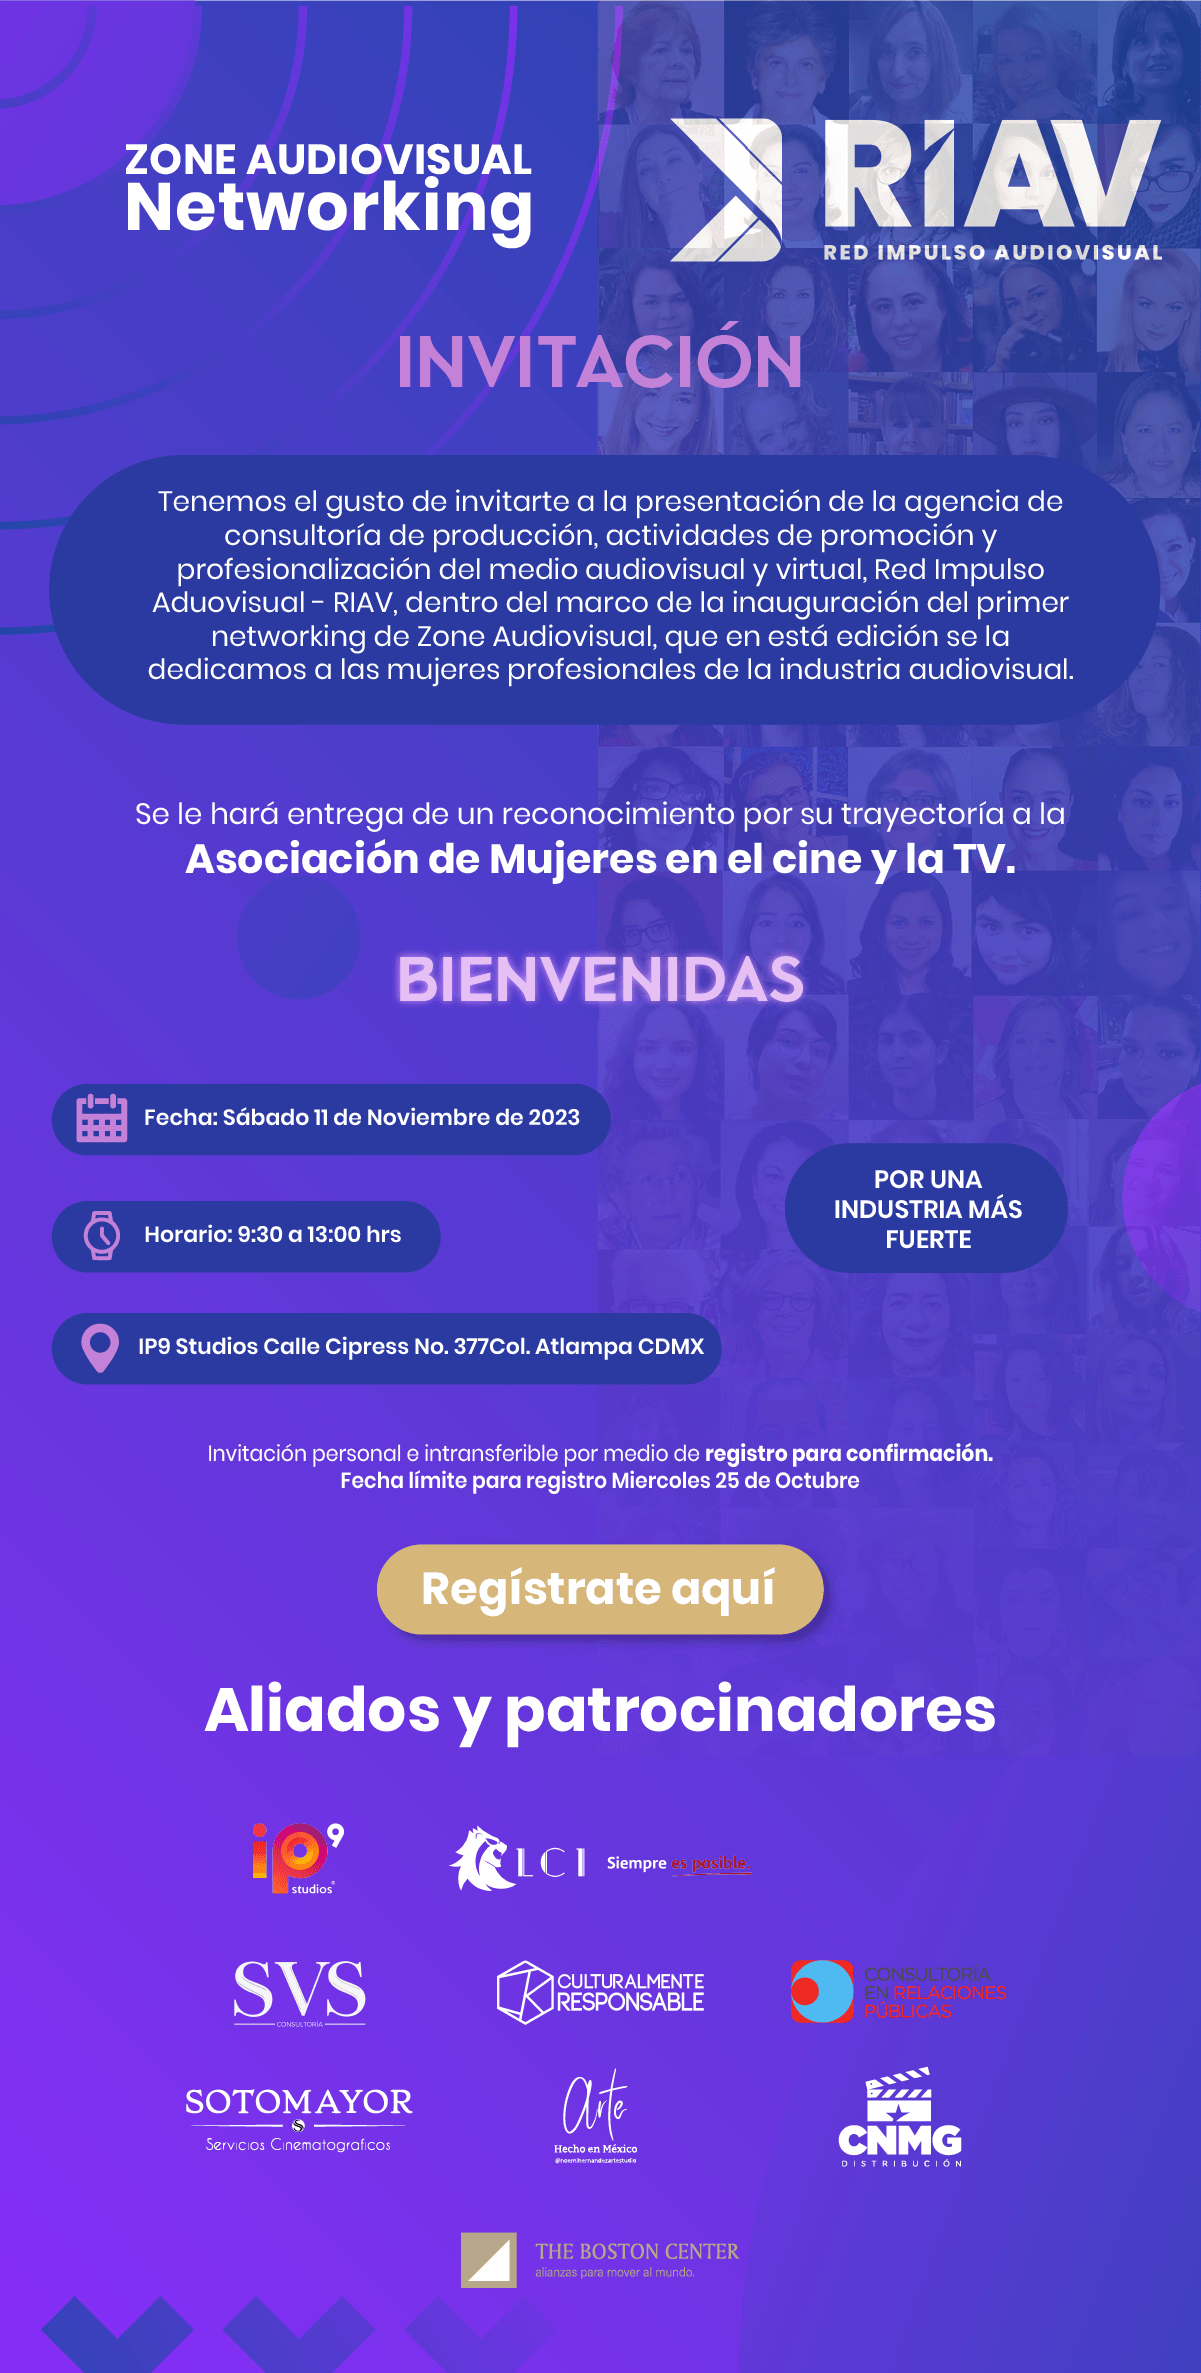 ZONE AUDIOVISUAL
Networking
RIAV
RED IMPULSO AUDIOVISUAL
INVITACIÓN
Tenemos el gusto de invitarte a la presentación de la agencia de
consultoría de producción, actividades de promoción y
profesionalización del medio audiovisual y virtual, Red Impulso
Aduovisual - RIAV, dentro del marco de la inauguración del primer
networking de Zone Audiovisual, que en está edición se la
dedicamos a las mujeres profesionales de la industria audiovisual.
Se le hará entrega de un reconocimiento por su trayectoría a la
Asociación de Mujeres en el cine y la TV.
BIENVENIDAS
Fecha: Sábado 11 de Noviembre de 2023
Horario: 9:30 a 13:00 hrs
IP9 Studios Calle Cipress No. 377Col. Atlampa CDMX
POR UNA
INDUSTRIA MÁS
FUERTE
Invitación personal e intransferible por medio de registro para confirmación.
Fecha límite para registro Miercoles 25 de Octubre
Regístrate aquí
Aliados y patrocinadores
ip9
studios
LCI Siempre es posible.
SVS
CONSULTORÍA
CULTURALMENTE
RESPONSABLE
CONSULTORÍA
EN RELACIONES
PÚBLICAS
SOTOMAYOR
Servicios Cinematograficos
arte
Hecho en México
@noemihernandezartestudio
CNMG
DISTRIBUCIÓN
THE BOSTON CENTER
alianzas para mover al mundo.